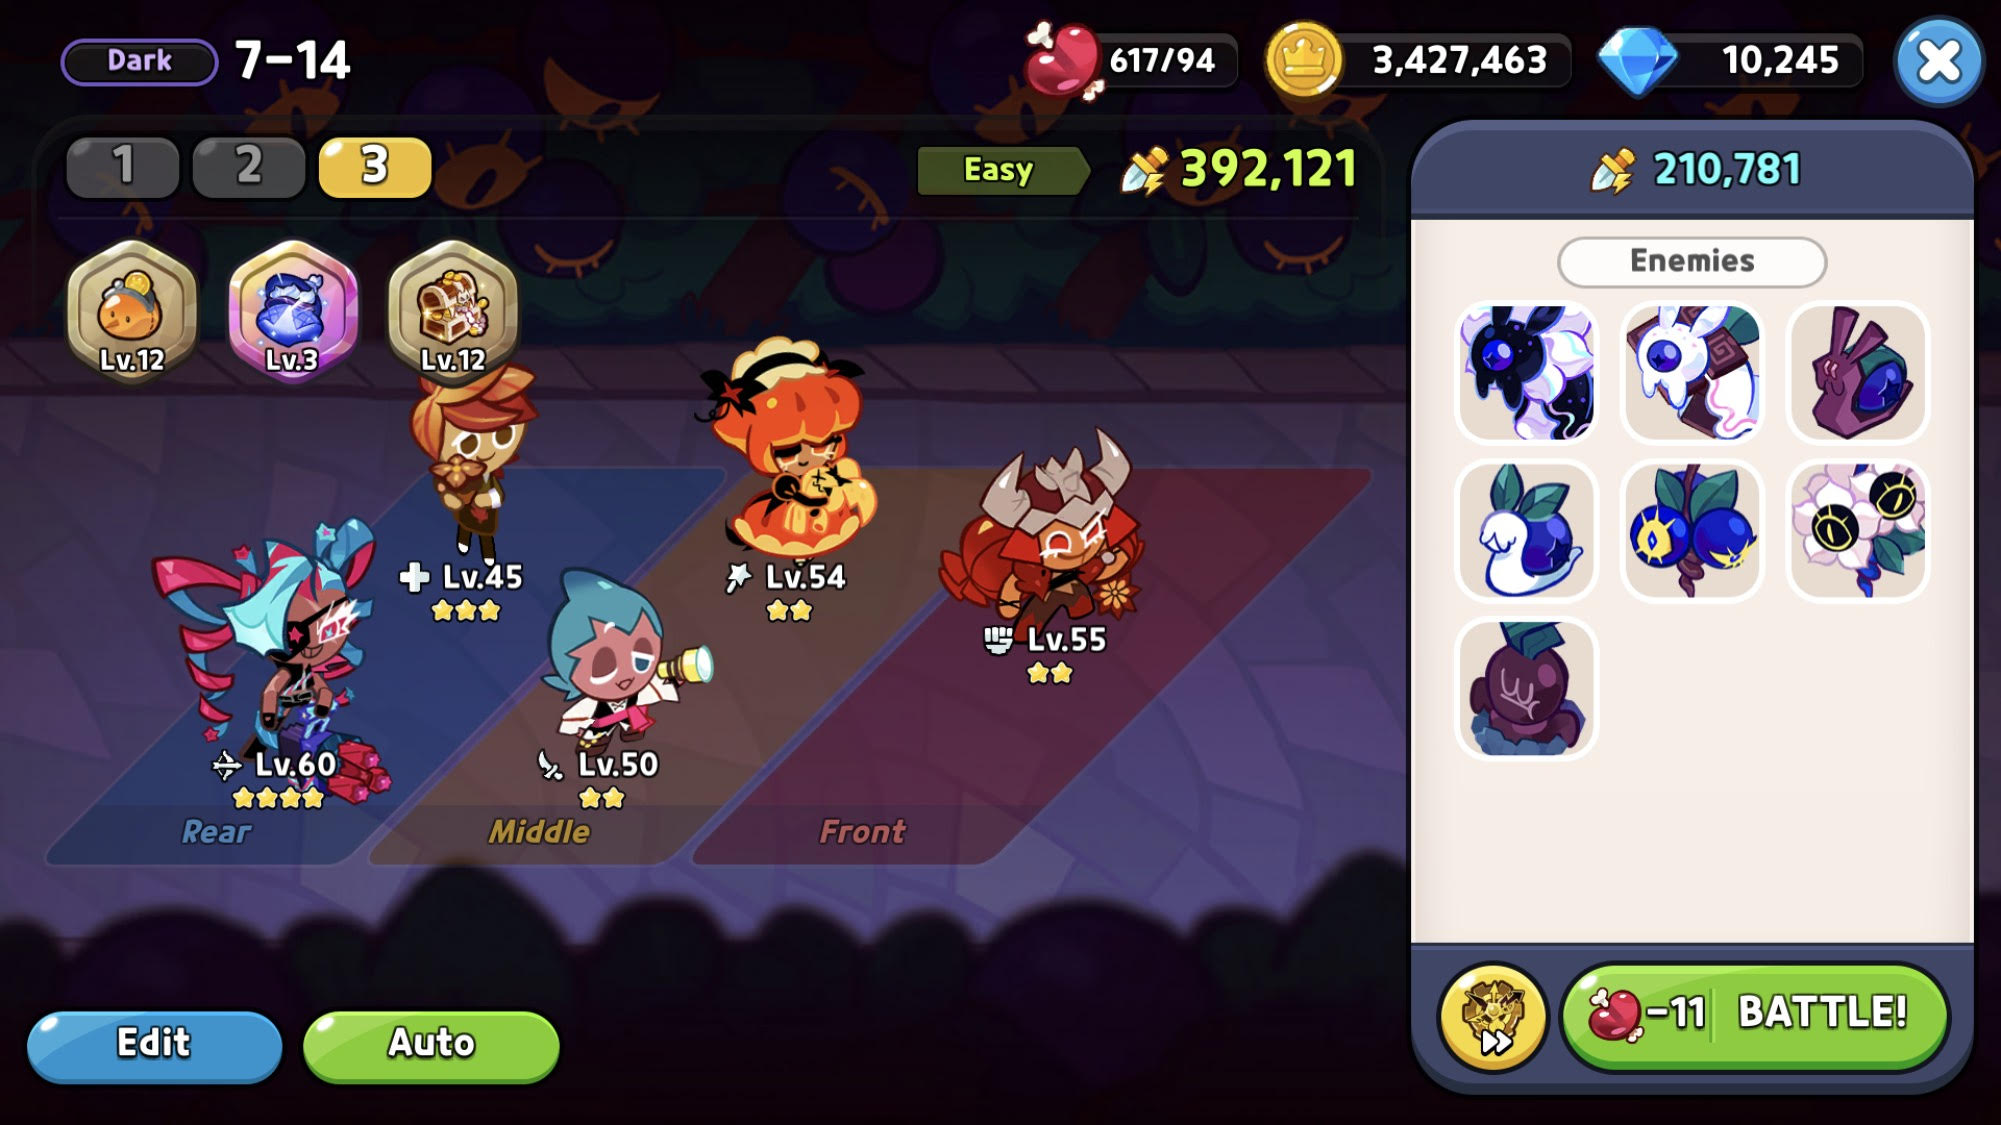 Dark 7-14
617/94
3,427,463
10,245
1 2 3
Easy 392,121
210,781
Enemies
Lv.12 Lv.3 Lv.12
Lv.45
Lv.54
Lv.55
Lv.60
Lv.50
Rear Middle Front
Edit Auto
-11 BATTLE!